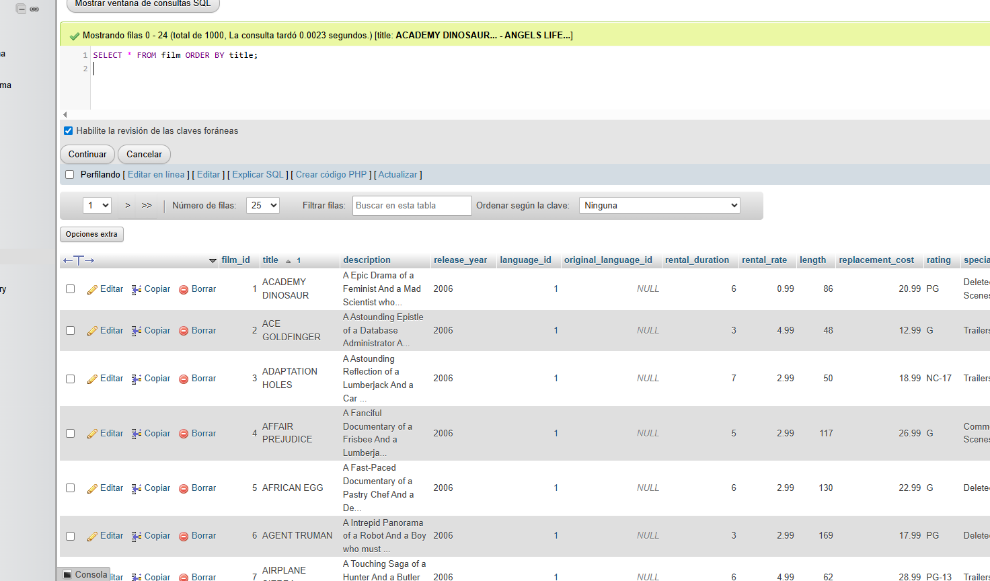 Mostrar ventana de consultas SQL
Mostrando filas 0 - 24 (total de 1000, La consulta tardó 0.0023 segundos.) [title: ACADEMY DINOSAUR... - ANGELS LIFE...]
1 SELECT * FROM film ORDER BY title;
2
Habilite la revisión de las claves foráneas
Continuar Cancelar
Perfilando [ Editar en línea ] [ Editar ] [ Explicar SQL ] [ Crear código PHP ] [ Actualizar ]
1 > >> | Número de filas: 25 Filtrar filas: Buscar en esta tabla Ordenar según la clave: Ninguna
Opciones extra
←T→ film_id title 1 description release_year language_id original_language_id rental_duration rental_rate length replacement_cost rating specia
Editar Copiar Borrar 1 ACADEMY DINOSAUR A Epic Drama of a Feminist And a Mad Scientist who... 2006 1 NULL 6 0.99 86 20.99 PG Deleted Scenes
Editar Copiar Borrar 2 ACE GOLDFINGER A Astounding Epistle of a Database Administrator A... 2006 1 NULL 3 4.99 48 12.99 G Trailers
Editar Copiar Borrar 3 ADAPTATION HOLES A Astounding Reflection of a Lumberjack And a Car ... 2006 1 NULL 7 2.99 50 18.99 NC-17 Trailers
Editar Copiar Borrar 4 AFFAIR PREJUDICE A Fanciful Documentary of a Frisbee And a Lumberja... 2006 1 NULL 5 2.99 117 26.99 G Comm Scenes
Editar Copiar Borrar 5 AFRICAN EGG A Fast-Paced Documentary of a Pastry Chef And a De... 2006 1 NULL 6 2.99 130 22.99 G Deleted
Editar Copiar Borrar 6 AGENT TRUMAN A Intrepid Panorama of a Robot And a Boy who must ... 2006 1 NULL 3 2.99 169 17.99 PG Deleted
Consola Editar Copiar Borrar 7 AIRPLANE A Touching Saga of a Hunter And a Butler 2006 1 NULL 6 4.99 62 28.99 PG-13 Trailers